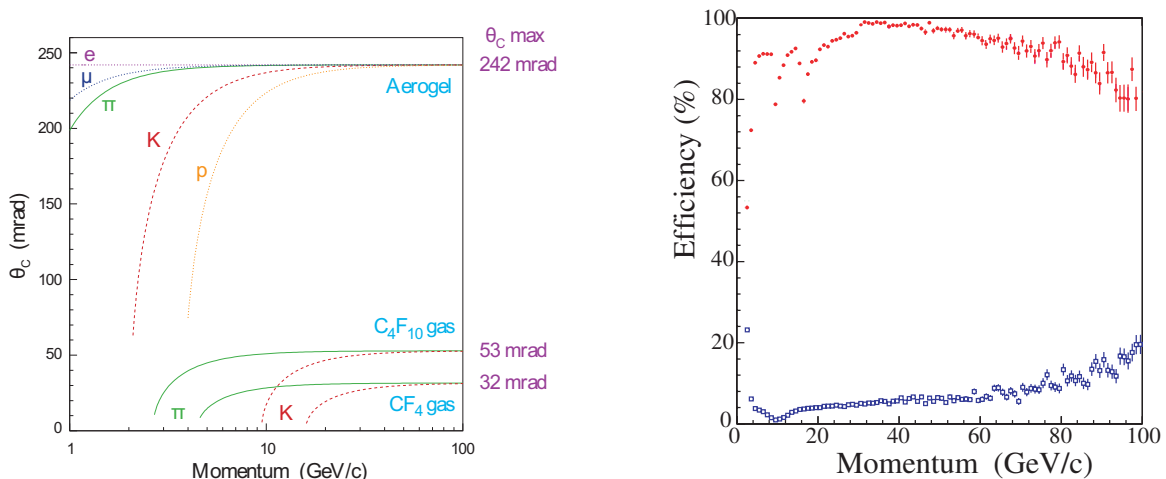 θC max
250
e
242 mrad
μ
Aerogel
π
200
K
p
150
θC (mrad)
100
C4F10 gas
50
53 mrad
32 mrad
π
K
CF4 gas
0
1
10
100
Momentum (GeV/c)
100
80
60
40
20
0
Efficiency (%)
0
20
40
60
80
100
Momentum (GeV/c)